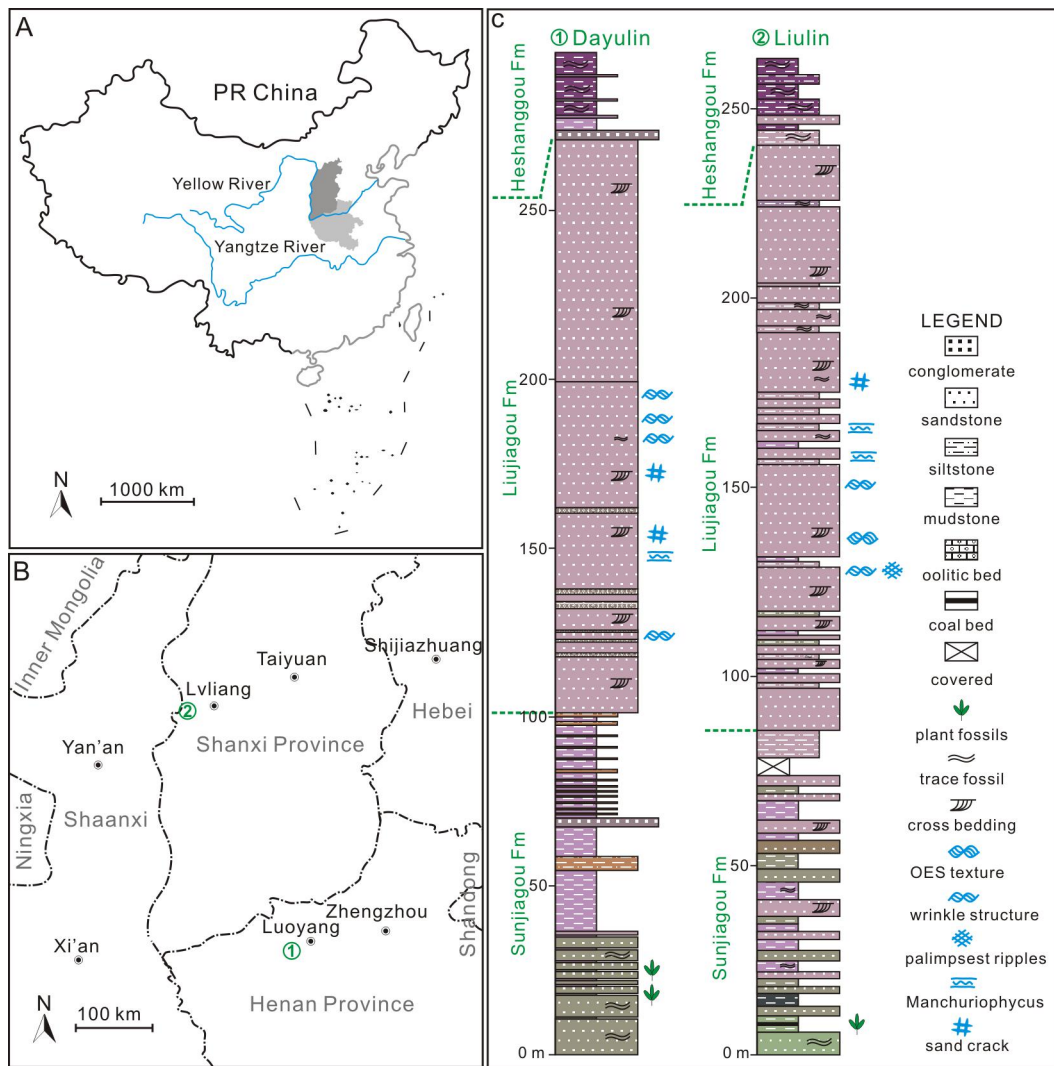 A
PR China
Yellow River
Yangtze River
N
1000 km
B
Inner Mongolia
Taiyuan
Shijiazhuang
Lvliang
②
Hebei
Shanxi Province
Yan'an
Ningxia
Shaanxi
Shandong
Zhengzhou
Luoyang
①
Xi'an
N
100 km
Henan Province
c
① Dayulin
Heshanggou Fm
250
200
Liujiagou Fm
150
100
Sunjiagou Fm
50
0 m
② Liulin
Heshanggou Fm
250
200
Liujiagou Fm
150
100
Sunjiagou Fm
50
0 m
LEGEND
conglomerate
sandstone
siltstone
mudstone
oolitic bed
coal bed
covered
plant fossils
trace fossil
cross bedding
OES texture
wrinkle structure
palimpsest ripples
Manchuriophycus
sand crack